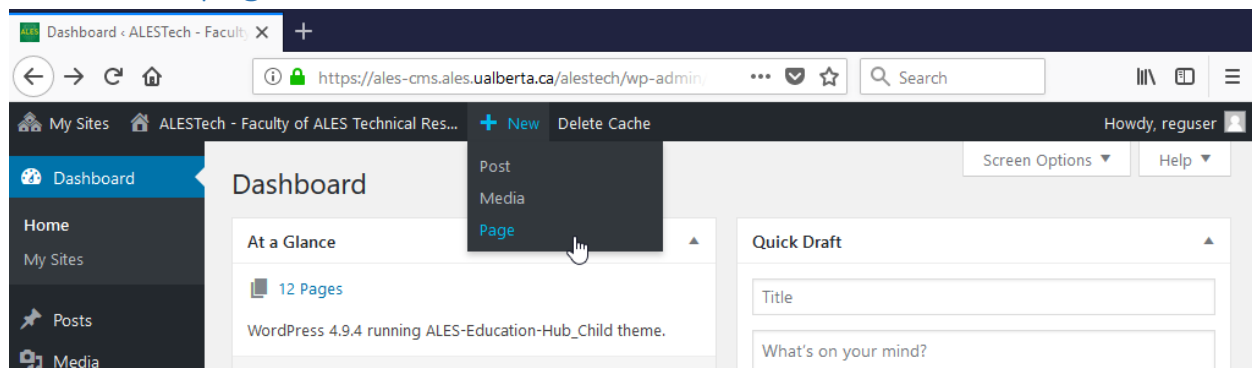 ALES Dashboard ‹ ALESTech - Faculty
https://ales-cms.ales.ualberta.ca/alestech/wp-admin/ Search
My Sites ALESTech - Faculty of ALES Technical Res... + New Delete Cache Howdy, reguser
Dashboard
Home
My Sites
Posts
Media
Post
Media
Page
Screen Options Help
Dashboard
At a Glance
12 Pages
WordPress 4.9.4 running ALES-Education-Hub_Child theme.
Quick Draft
Title
What's on your mind?